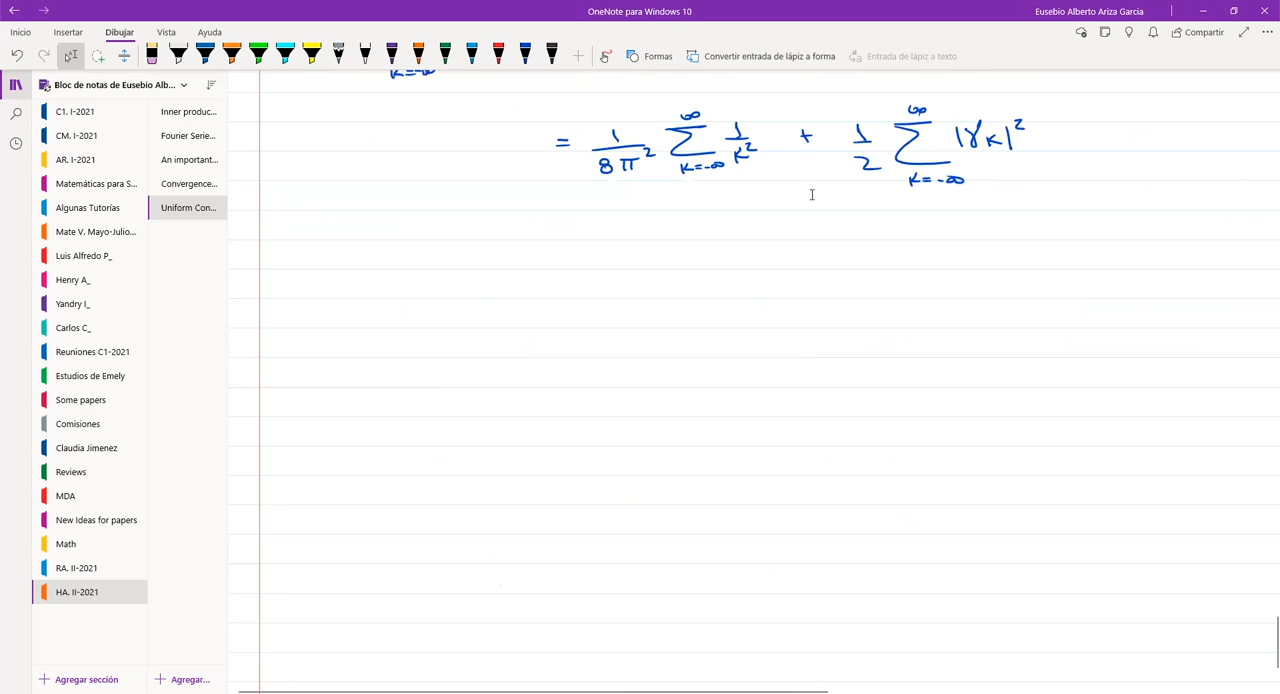 OneNote para Windows 10
Eusebio Alberto Ariza Garcia
Inicio Insertar Dibujar Vista Ayuda
Compartir
Formas
Convertir entrada de lápiz a forma
Entrada de lápiz a texto
Bloc de notas de Eusebio Alb...
C1. I-2021
CM. I-2021
AR. I-2021
Matemáticas para S...
Algunas Tutorías
Mate V. Mayo-Julio...
Luis Alfredo P_
Henry A_
Yandry I_
Carlos C_
Reuniones C1-2021
Estudios de Emely
Some papers
Comisiones
Claudia Jimenez
Reviews
MDA
New Ideas for papers
Math
RA. II-2021
HA. II-2021
Agregar sección
Inner produc...
Fourier Serie...
An important...
Convergence...
Uniform Con...
Agregar...
K=-∞
= 1/(8π²) ∑_{K=-∞}^{∞} 1/K² + 1/2 ∑_{K=-∞}^{∞} |γ_K|²